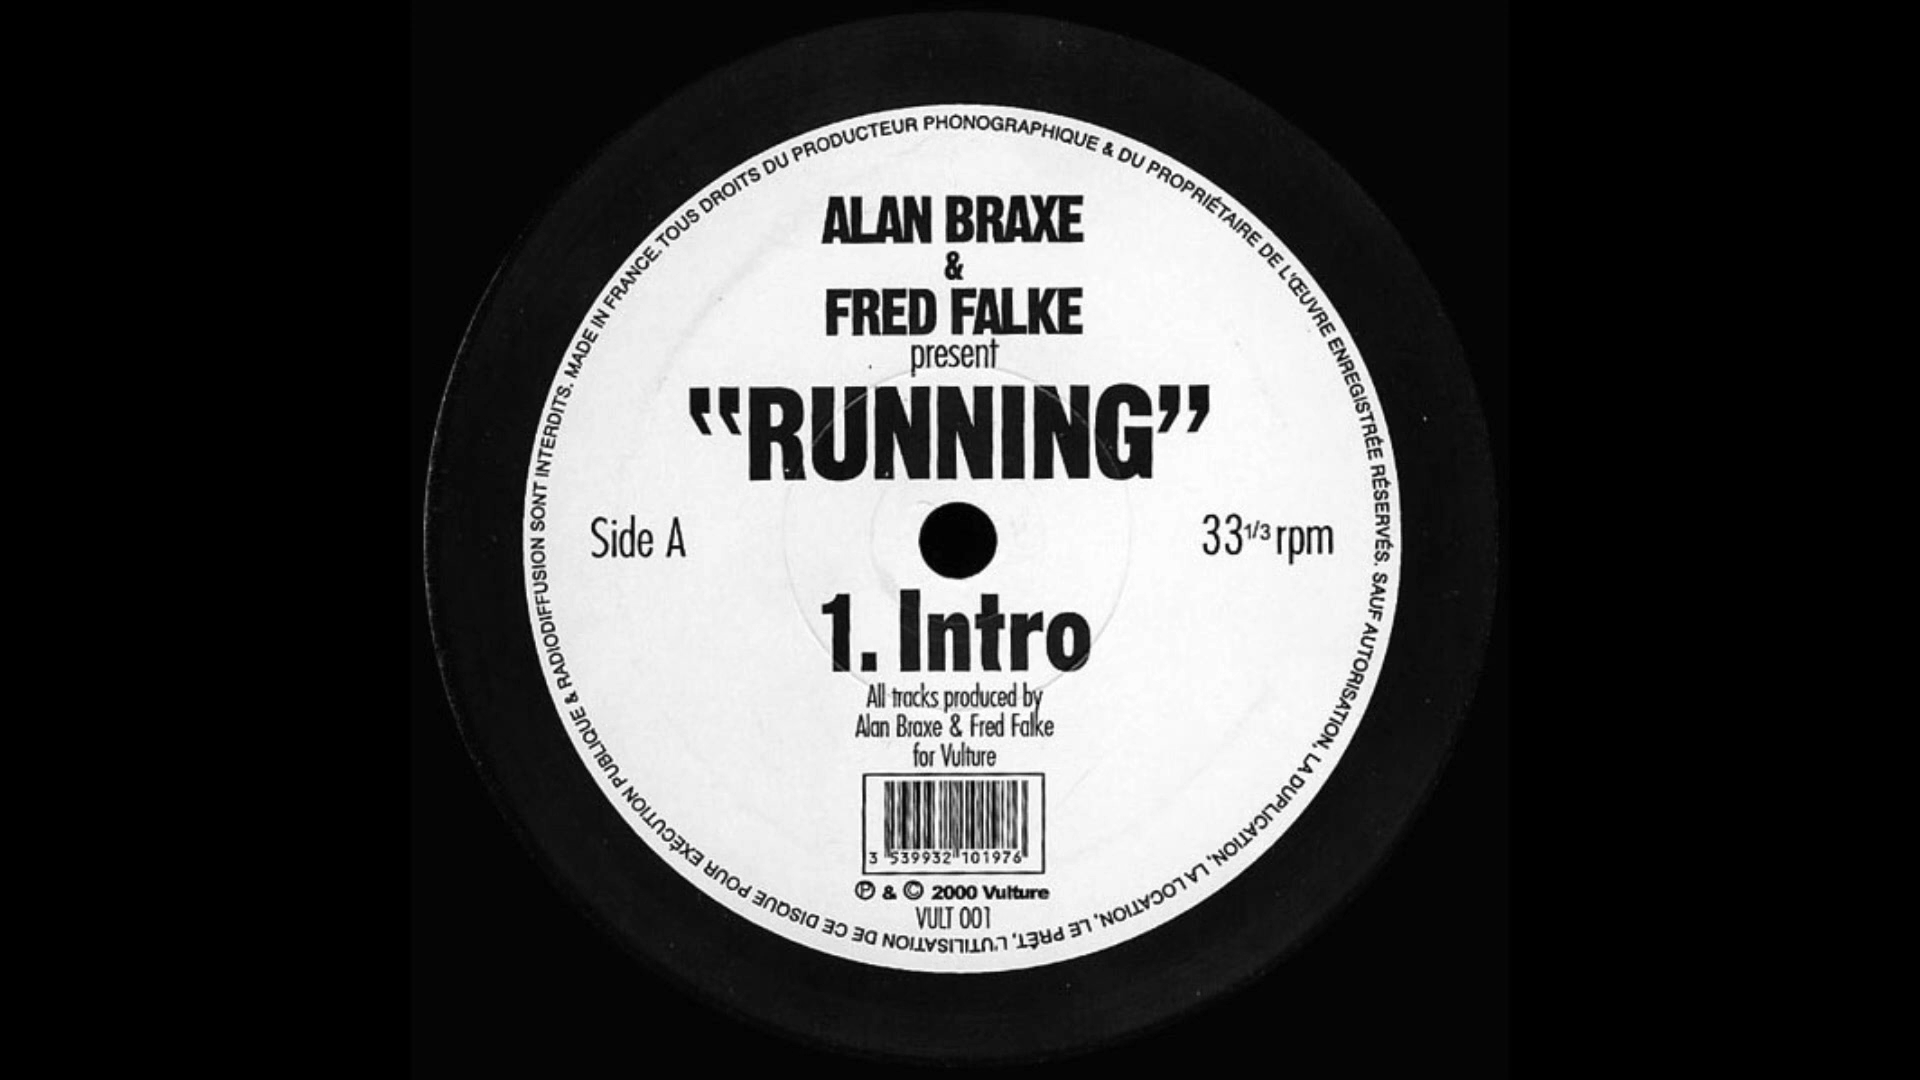 ALAN BRAXE
&
FRED FALKE
present
"RUNNING"
Side A
33 1/3 rpm
1. Intro
All tracks produced by
Alan Braxe & Fred Falke
for Vulture
3 539932 101976
Ⓟ & © 2000 Vulture
VULT 001
MADE IN FRANCE. TOUS DROITS DU PRODUCTEUR PHONOGRAPHIQUE & DU PROPRIÉTAIRE DE L'ŒUVRE ENREGISTRÉE RÉSERVÉS. SAUF AUTORISATION, LA DUPLICATION, LA LOCATION, LE PRÊT, L'UTILISATION DE CE DISQUE POUR EXÉCUTION PUBLIQUE & RADIODIFFUSION SONT INTERDITS.